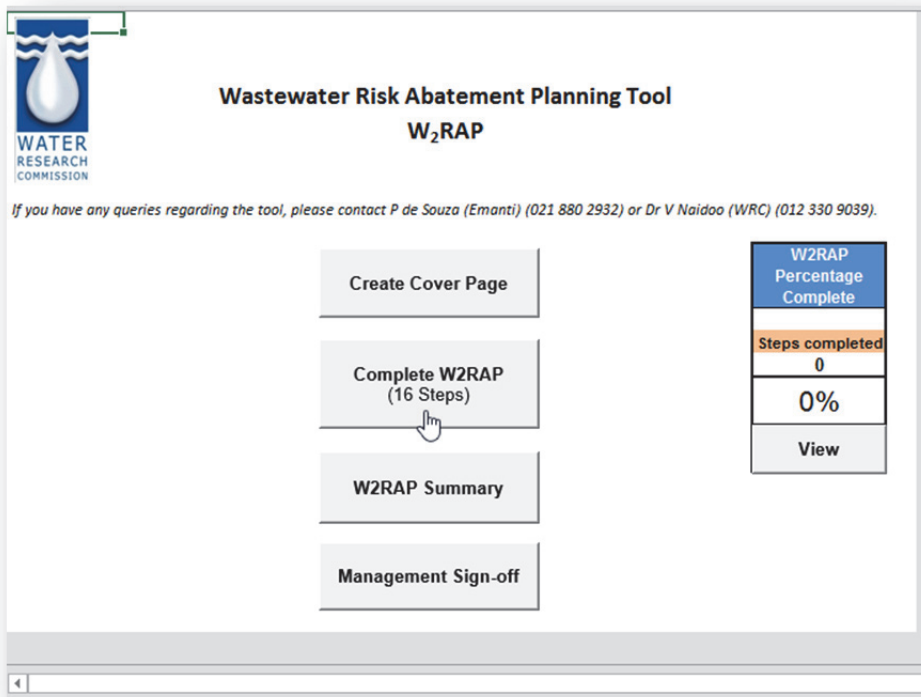 WATER
RESEARCH
COMMISSION
Wastewater Risk Abatement Planning Tool
W₂RAP
If you have any queries regarding the tool, please contact P de Souza (Emanti) (021 880 2932) or Dr V Naidoo (WRC) (012 330 9039).
Create Cover Page
Complete W2RAP
(16 Steps)
W2RAP Summary
Management Sign-off
W2RAP
Percentage
Complete
Steps completed
0
0%
View